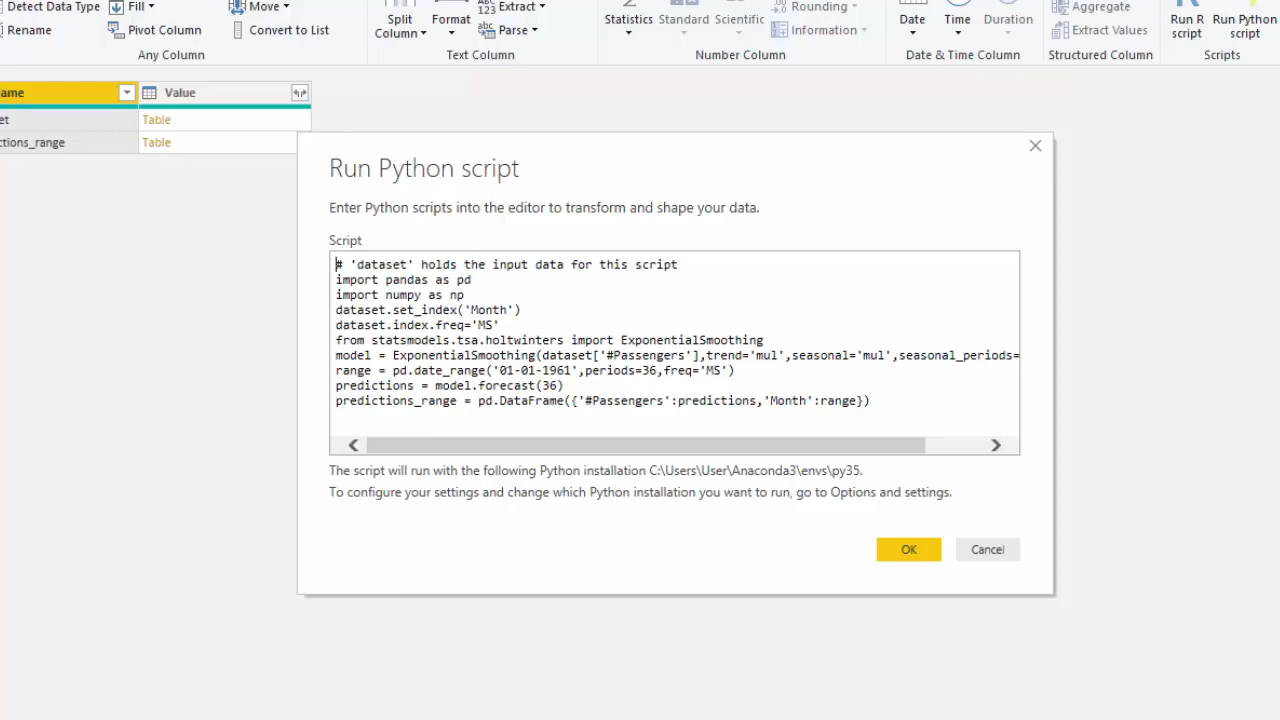 Detect Data Type
Fill
Move
Extract
Rounding
Aggregate
Rename
Pivot Column
Convert to List
Split
Column
Format
123
Parse
Statistics
Standard
Scientific
Information
Date
Time
Duration
Extract Values
Run R
script
Run Python
script
Any Column
Text Column
Number Column
Date & Time Column
Structured Column
Scripts
ame
Value
et
Table
ctions_range
Table
Run Python script
Enter Python scripts into the editor to transform and shape your data.
Script
# 'dataset' holds the input data for this script
import pandas as pd
import numpy as np
dataset.set_index('Month')
dataset.index.freq='MS'
from statsmodels.tsa.holtwinters import ExponentialSmoothing
model = ExponentialSmoothing(dataset['#Passengers'],trend='mul',seasonal='mul',seasonal_periods=
range = pd.date_range('01-01-1961',periods=36,freq='MS')
predictions = model.forecast(36)
predictions_range = pd.DataFrame({'#Passengers':predictions,'Month':range})
The script will run with the following Python installation C:\Users\User\Anaconda3\envs\py35.
To configure your settings and change which Python installation you want to run, go to Options and settings.
OK
Cancel